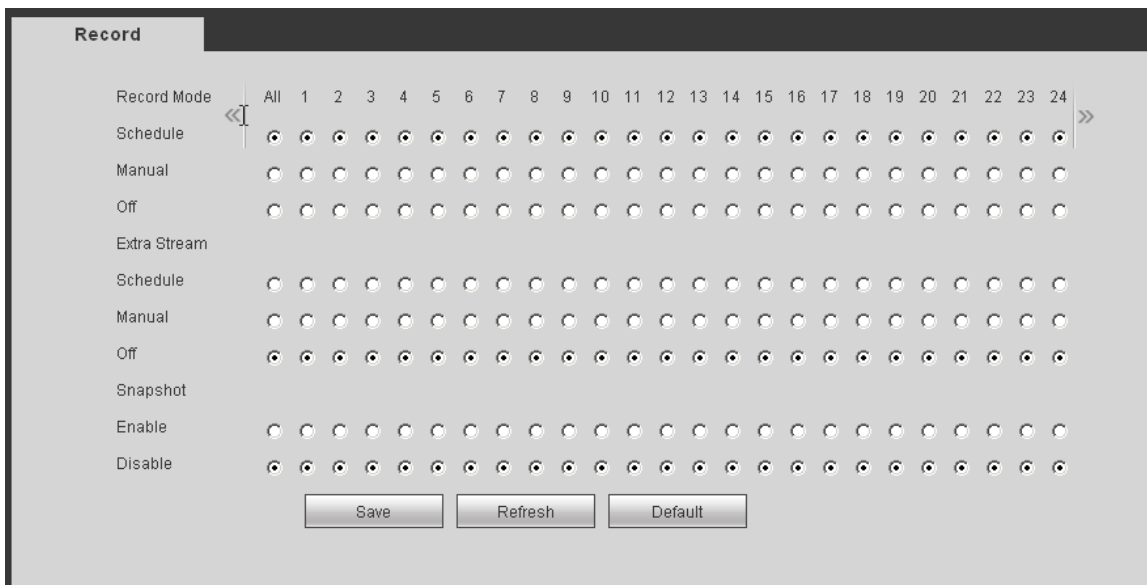 Record
Record Mode All 1 2 3 4 5 6 7 8 9 10 11 12 13 14 15 16 17 18 19 20 21 22 23 24
Schedule
Manual
Off
Extra Stream
Schedule
Manual
Off
Snapshot
Enable
Disable
Save Refresh Default